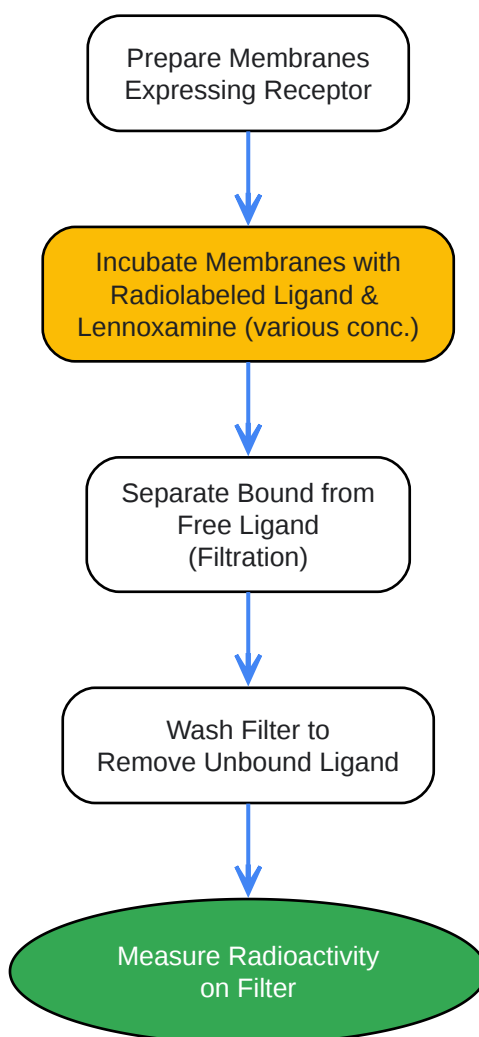 Prepare Membranes
Expressing Receptor
Incubate Membranes with
Radiolabeled Ligand &
Lennoxamine (various conc.)
Separate Bound from
Free Ligand
(Filtration)
Wash Filter to
Remove Unbound Ligand
Measure Radioactivity
on Filter